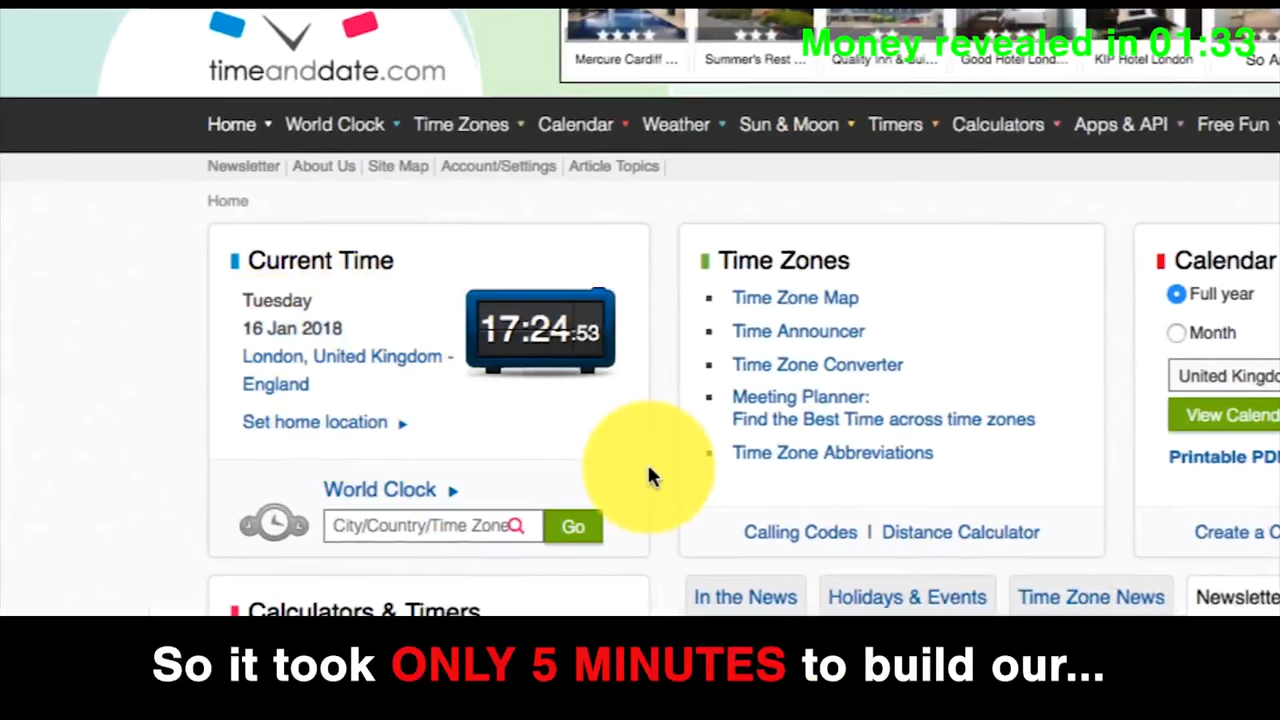 Money revealed in 01:33
timeanddate.com
Mercure Cardiff ...
Summer's Rest ...
Good Hotel Lond...
KIP Hotel London
Home
World Clock
Time Zones
Calendar
Weather
Sun & Moon
Timers
Calculators
Apps & API
Free Fun
Newsletter | About Us | Site Map | Account/Settings | Article Topics |
Home
Current Time
Tuesday
16 Jan 2018
London, United Kingdom -
England
17:24:53
Set home location
World Clock
City/Country/Time Zone
Go
Time Zones
Time Zone Map
Time Announcer
Time Zone Converter
Meeting Planner:
Find the Best Time across time zones
Time Zone Abbreviations
Calling Codes | Distance Calculator
Calendar
Full year
Month
United Kingdo
View Calend
Printable PD
Create a C
Calculators & Timers
In the News
Holidays & Events
Time Zone News
Newslette
So it took ONLY 5 MINUTES to build our...